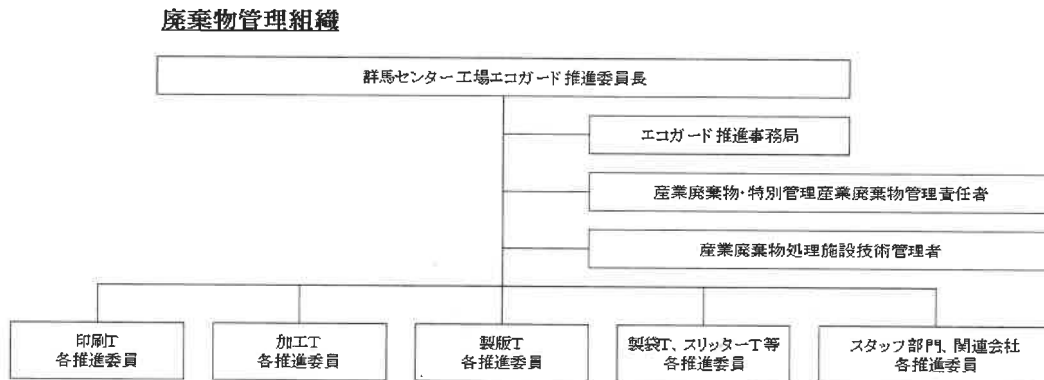 廃棄物管理組織
群馬センター工場エコガード推進委員長
エコガード推進事務局
産業廃棄物・特別管理産業廃棄物管理責任者
産業廃棄物処理施設技術管理者
印刷T
各推進委員
加工T
各推進委員
製版T
各推進委員
製袋T、スリッターT等
各推進委員
スタッフ部門、関連会社
各推進委員